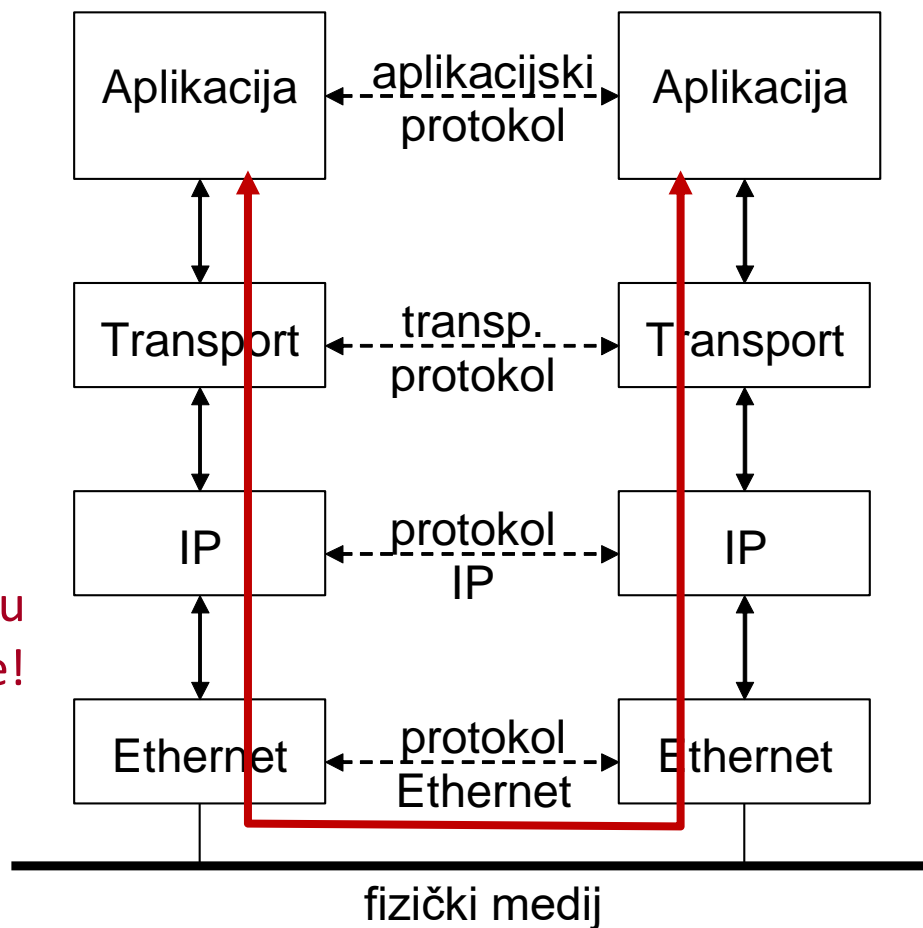 Aplikacija
aplikacijski
protokol
Aplikacija
Transport
transp.
protokol
Transport
IP
protokol
IP
IP
u
e!
Ethernet
protokol
Ethernet
Ethernet
fizički medij